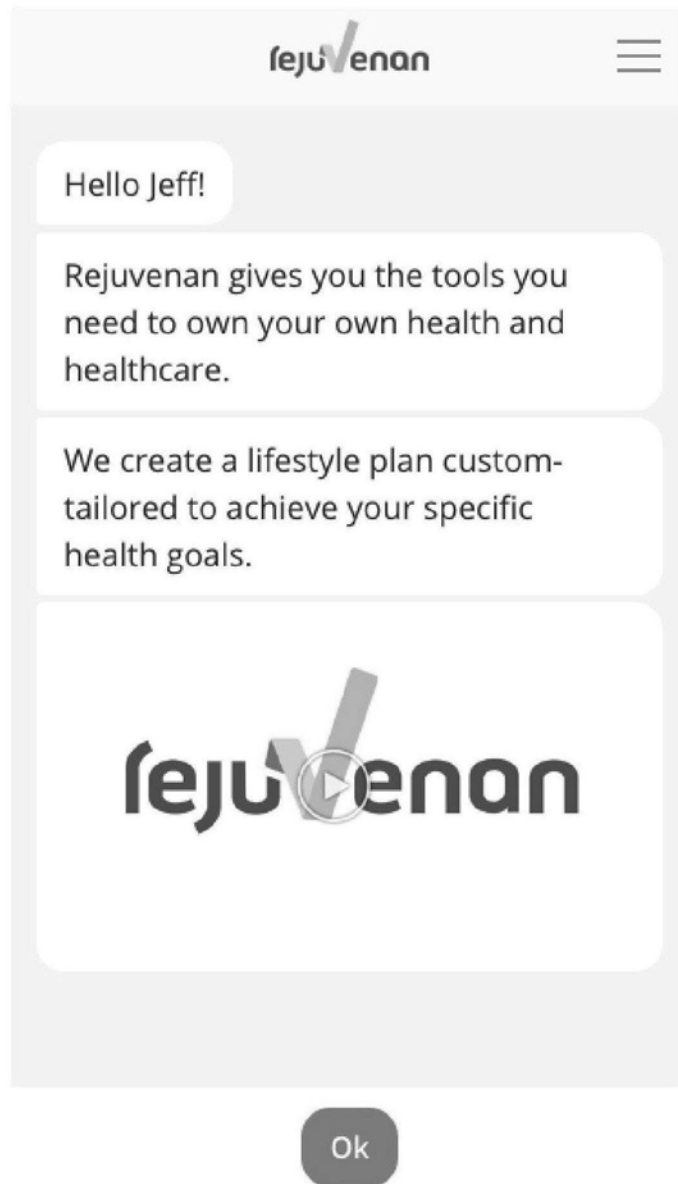 rejuvenan
Hello Jeff!
Rejuvenan gives you the tools you
need to own your own health and
healthcare.
We create a lifestyle plan custom-
tailored to achieve your specific
health goals.
rejuvenan
Ok